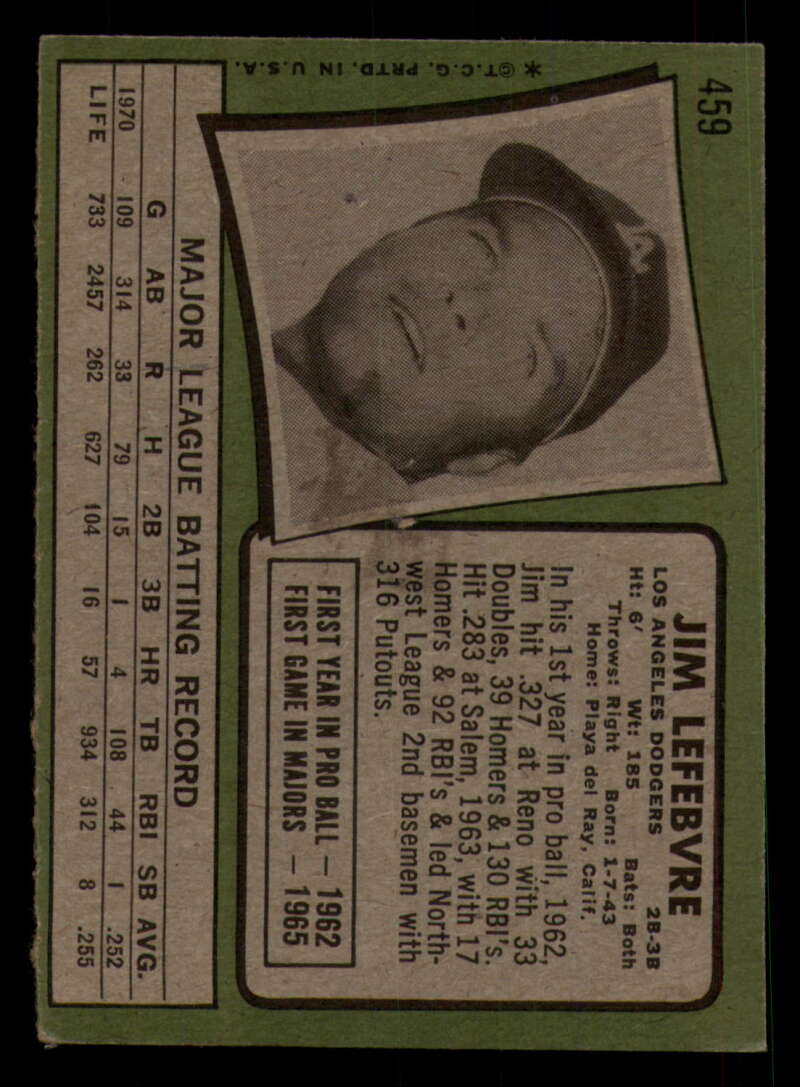 459
JIM LEFEBVRE
LOS ANGELES DODGERS 2B-3B
Ht: 6' Wt: 185 Bats: Both
Throws: Right Born: 1-7-43
Home: Playa del Ray, Calif.
In his 1st year in pro ball, 1962,
Jim hit .327 at Reno with 33
Doubles, 39 Homers & 130 RBI's.
Hit .283 at Salem, 1963, with 17
Homers & 92 RBI's & led North-
west League 2nd basemen with
316 Putouts.
FIRST YEAR IN PRO BALL — 1962
FIRST GAME IN MAJORS — 1965
A
MAJOR LEAGUE BATTING RECORD
G AB R H 2B 3B HR TB RBI SB AVG.
1970 109 314 33 79 15 1 4 108 44 1 .252
LIFE 733 2457 262 627 104 16 57 934 312 8 .255
* ©T.C.G. PRTD. IN U.S.A.